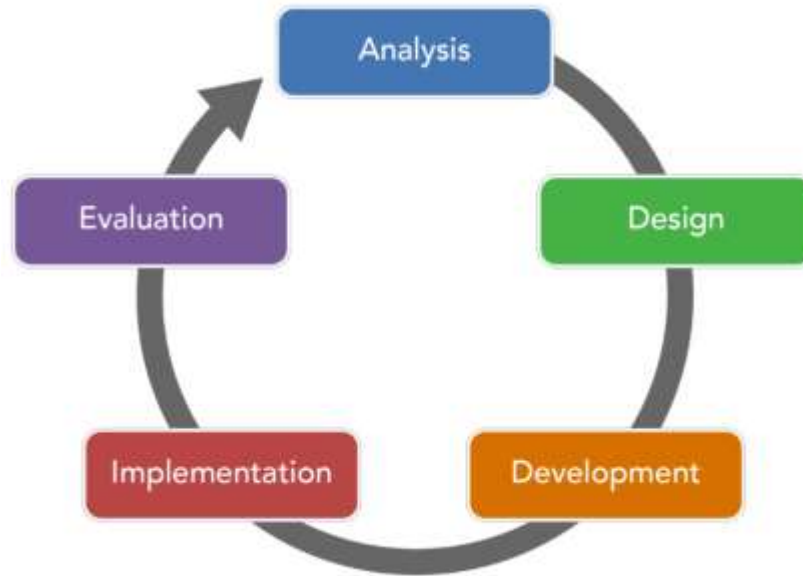 Analysis
Design
Development
Implementation
Evaluation